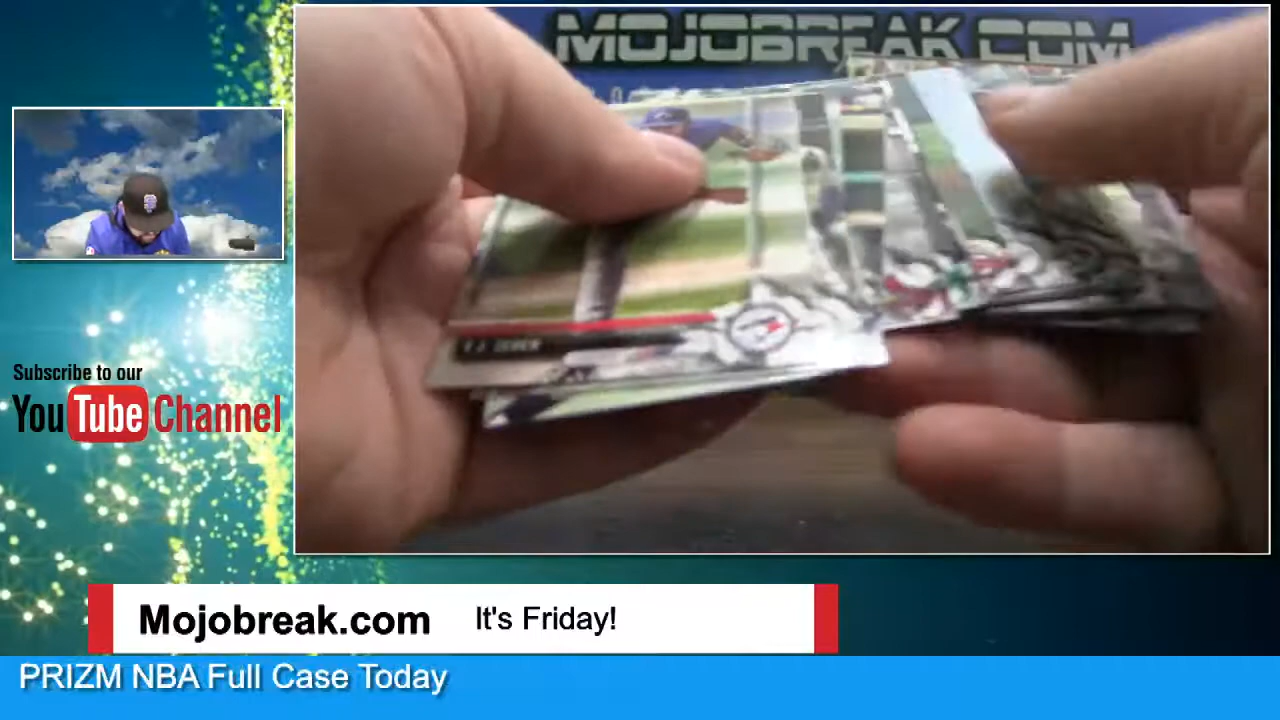 MOJOBREAK.COM
Subscribe to our
YouTube Channel
Mojobreak.com
It's Friday!
PRIZM NBA Full Case Today